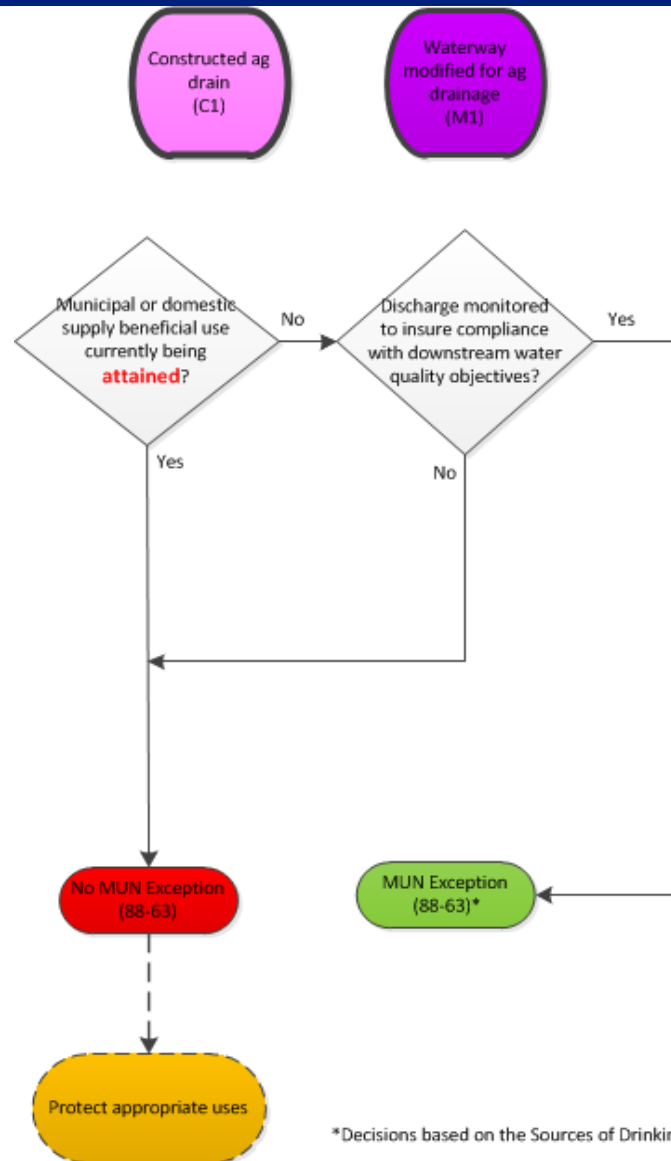 Constructed ag
drain
(C1)
Waterway
modified for ag
drainage
(M1)
Municipal or domestic
supply beneficial use
currently being
attained?
No
Discharge monitored
to insure compliance
with downstream water
quality objectives?
Yes
Yes
No
No MUN Exception
(88-63)
MUN Exception
(88-63)*
Protect appropriate uses
*Decisions based on the Sources of